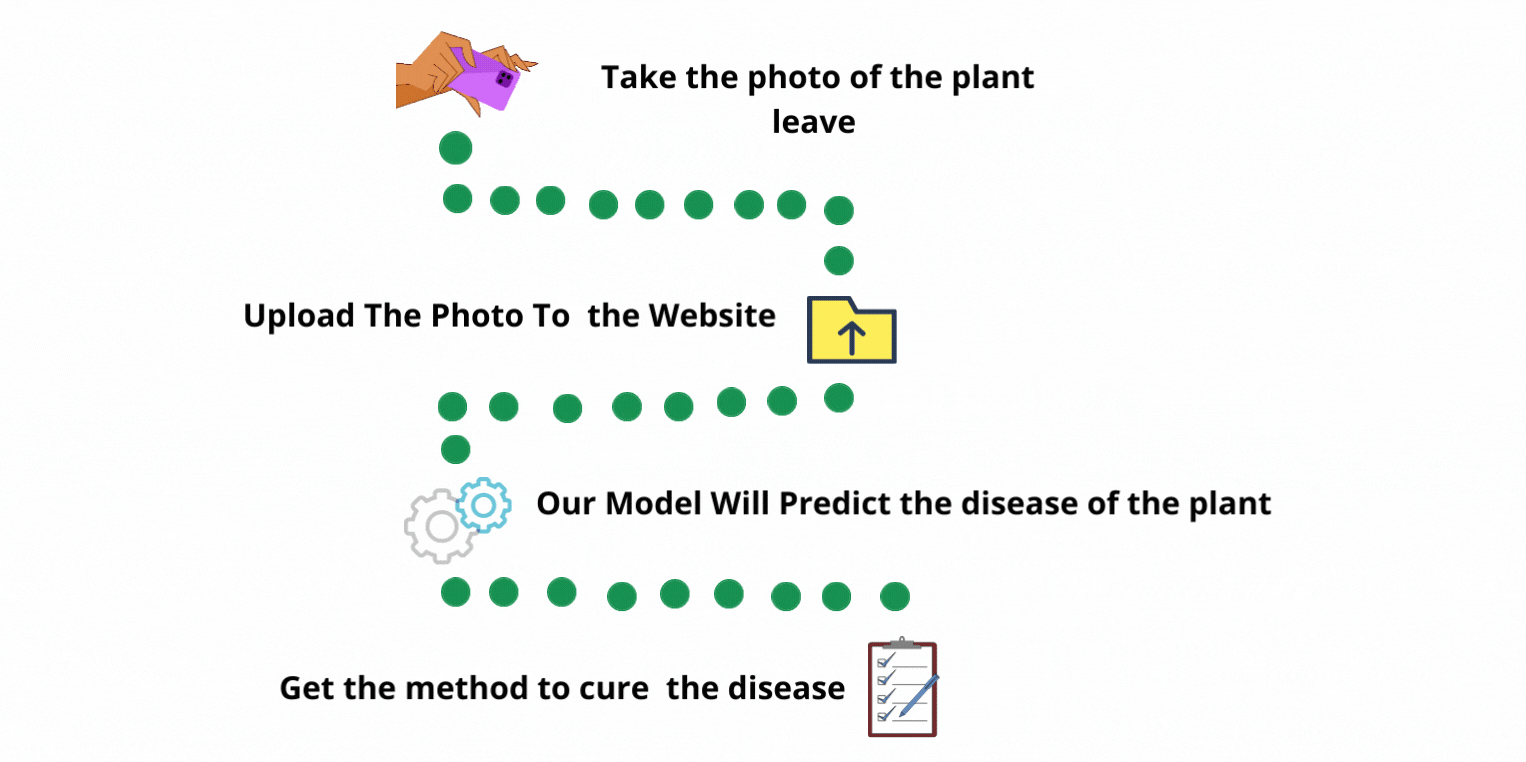 Take the photo of the plant
leave
Upload The Photo To  the Website
Our Model Will Predict the disease of the plant
Get the method to cure  the disease